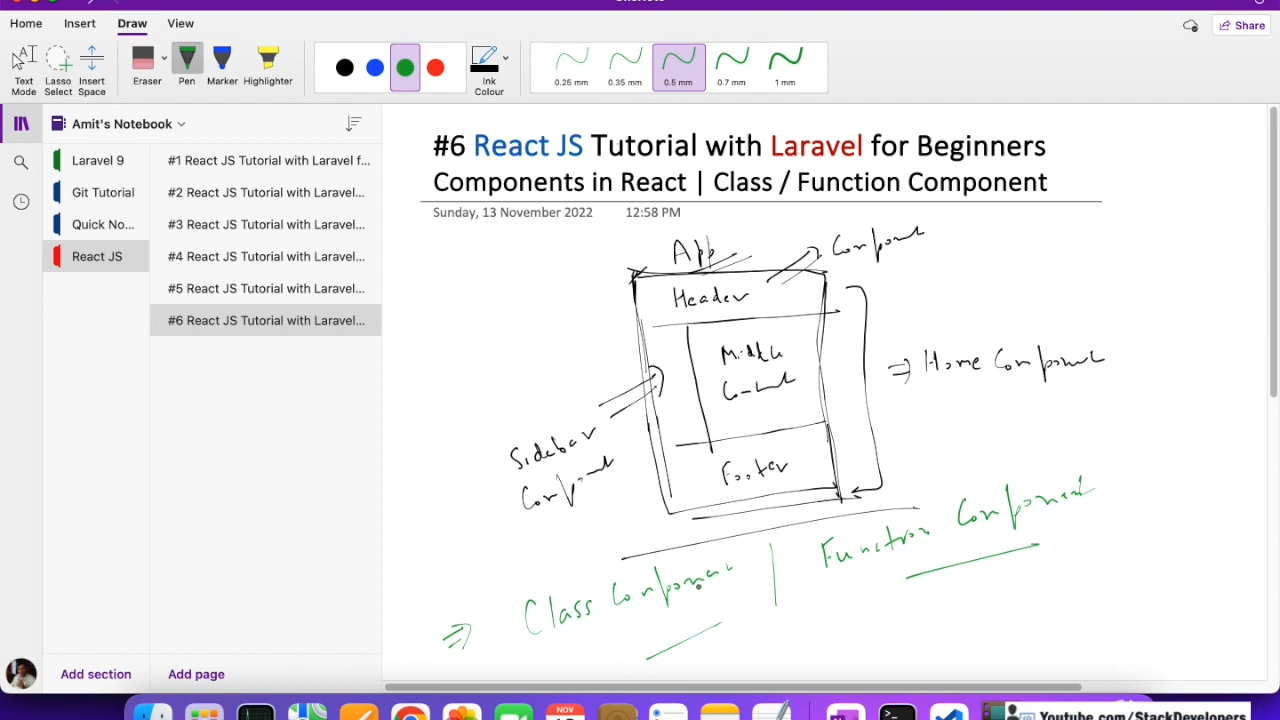 Home Insert Draw View
Share
Text Mode
Lasso Select
Insert Space
Eraser
Pen
Marker
Highlighter
Ink Colour
0.25 mm
0.35 mm
0.5 mm
0.7 mm
1 mm
Amit's Notebook
Laravel 9
Git Tutorial
Quick No...
React JS
#1 React JS Tutorial with Laravel f...
#2 React JS Tutorial with Laravel...
#3 React JS Tutorial with Laravel...
#4 React JS Tutorial with Laravel...
#5 React JS Tutorial with Laravel...
#6 React JS Tutorial with Laravel...
Add section
Add page
#6 React JS Tutorial with Laravel for Beginners
Components in React | Class / Function Component
Sunday, 13 November 2022 12:58 PM
App
Component
Header
Middle
Content
⇒ Home Component
Sidebar
Component
Footer
⇒ Class Component | Function Component
NOV
Youtube.com/StackDevelopers